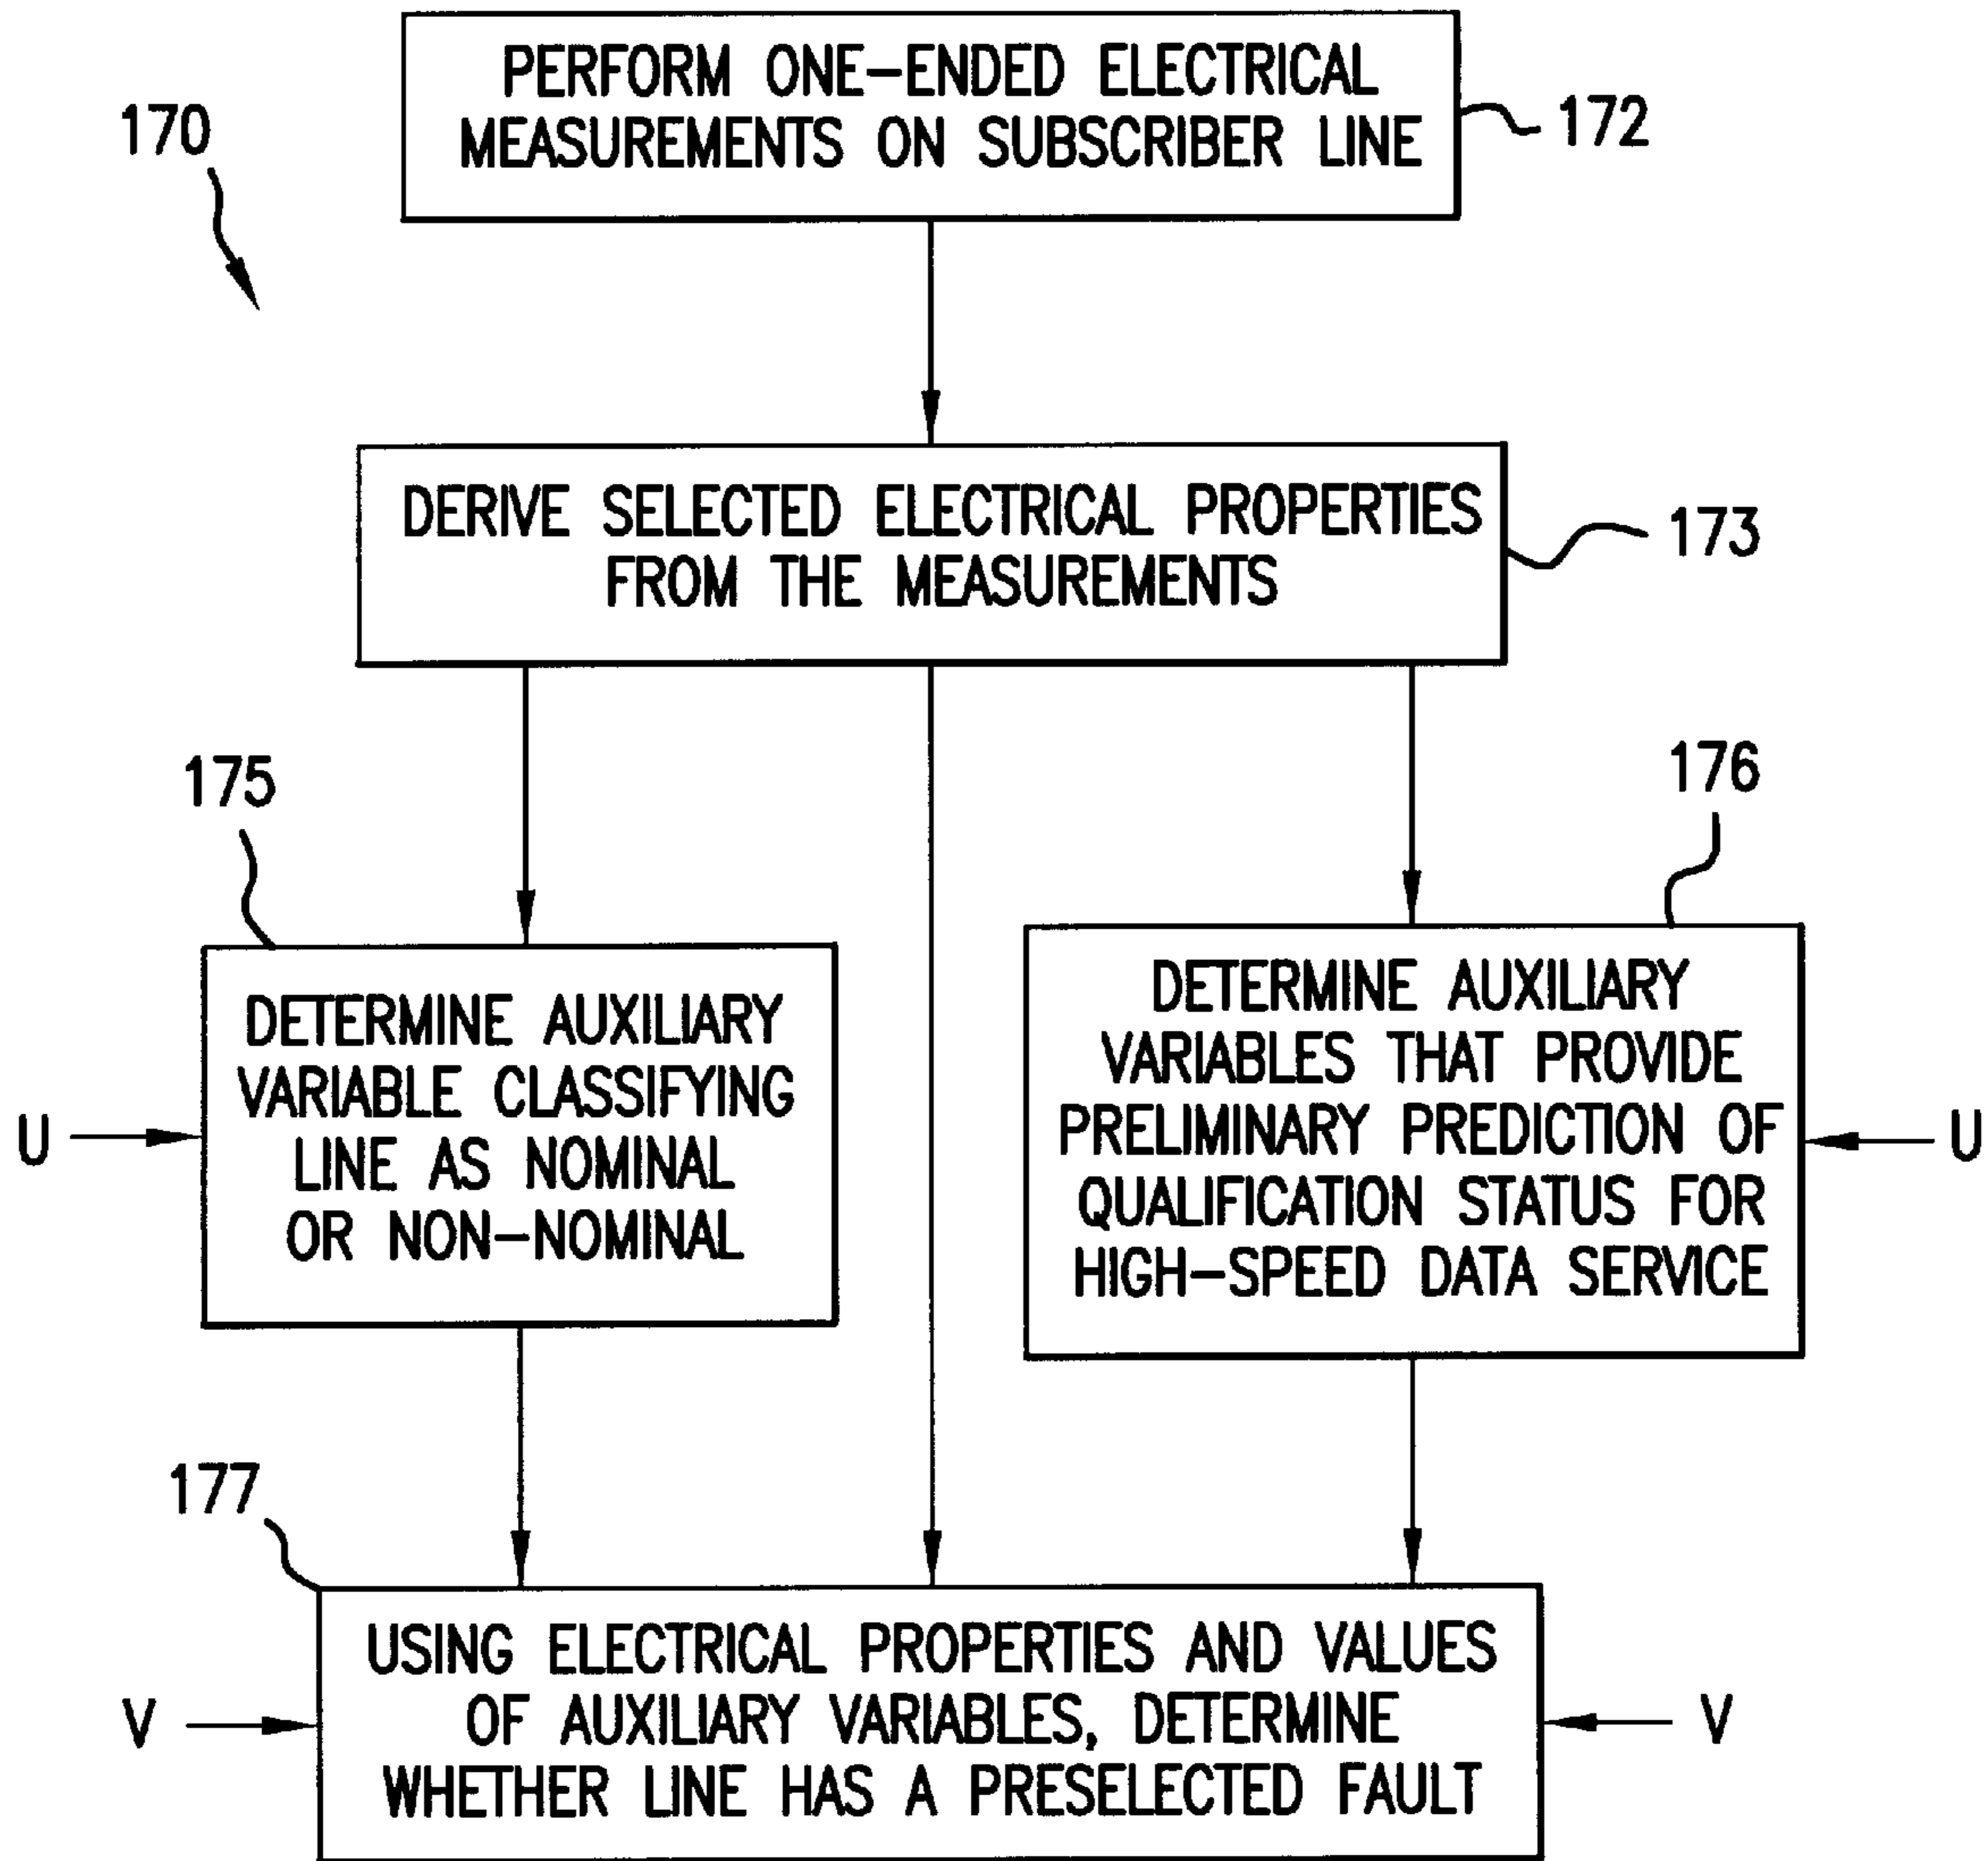 PERFORM ONE-ENDED ELECTRICAL
MEASUREMENTS ON SUBSCRIBER LINE
170
172
DERIVE SELECTED ELECTRICAL PROPERTIES
FROM THE MEASUREMENTS
173
175
176
DETERMINE AUXILIARY
VARIABLE CLASSIFYING
LINE AS NOMINAL
OR NON-NOMINAL
U
DETERMINE AUXILIARY
VARIABLES THAT PROVIDE
PRELIMINARY PREDICTION OF
QUALIFICATION STATUS FOR
HIGH-SPEED DATA SERVICE
U
177
USING ELECTRICAL PROPERTIES AND VALUES
OF AUXILIARY VARIABLES, DETERMINE
WHETHER LINE HAS A PRESELECTED FAULT
V
V